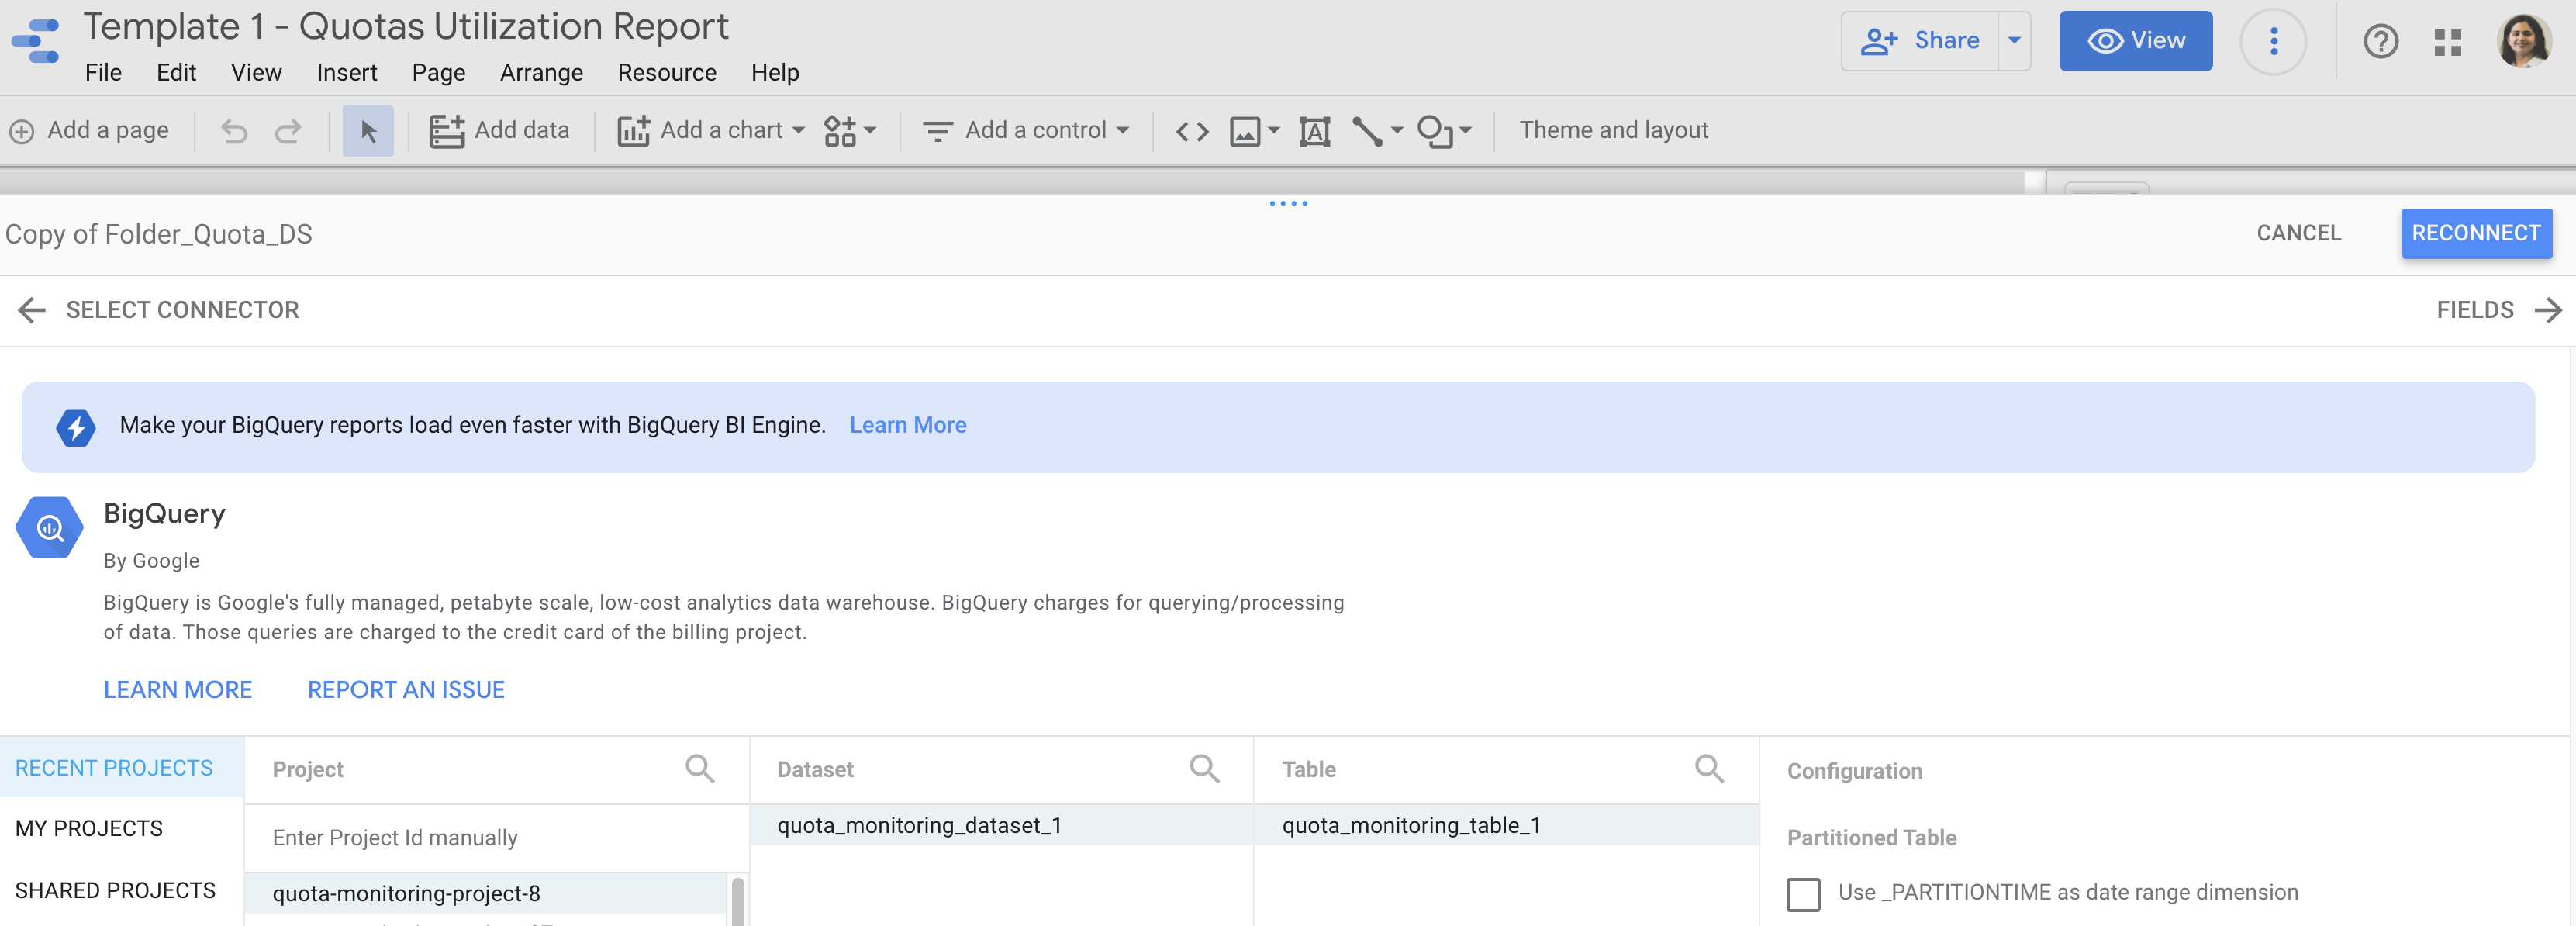 Template 1 - Quotas Utilization Report
File Edit View Insert Page Arrange Resource Help
Share
View
Add a page
Add data
Add a chart
Add a control
A
Theme and layout
Copy of Folder_Quota_DS
CANCEL
RECONNECT
SELECT CONNECTOR
FIELDS
Make your BigQuery reports load even faster with BigQuery BI Engine. Learn More
BigQuery
By Google
BigQuery is Google's fully managed, petabyte scale, low-cost analytics data warehouse. BigQuery charges for querying/processing
of data. Those queries are charged to the credit card of the billing project.
LEARN MORE
REPORT AN ISSUE
RECENT PROJECTS
MY PROJECTS
SHARED PROJECTS
Project
Enter Project Id manually
quota-monitoring-project-8
Dataset
quota_monitoring_dataset_1
Table
quota_monitoring_table_1
Configuration
Partitioned Table
Use _PARTITIONTIME as date range dimension